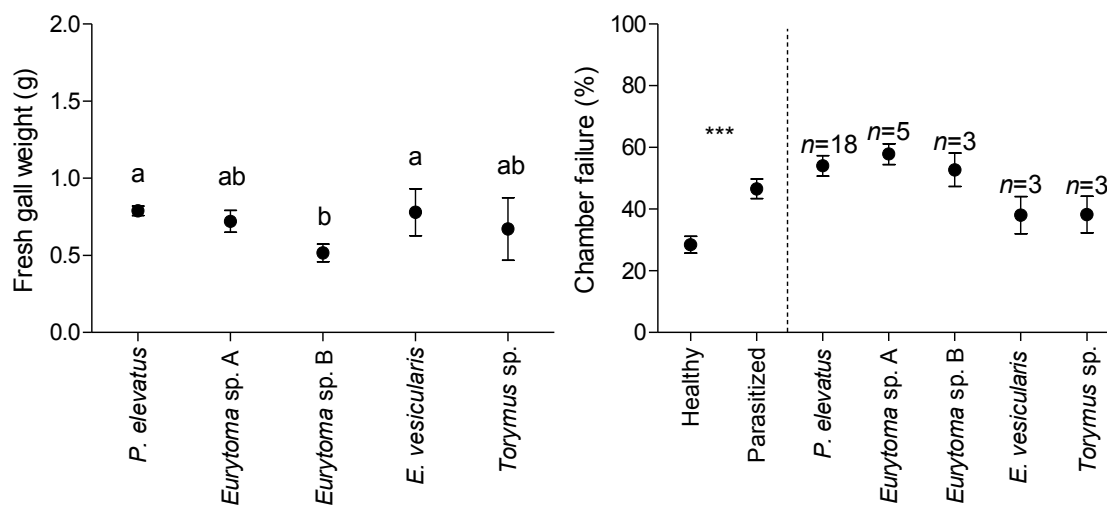 Fresh gall weight (g)
2.0
1.5
1.0
0.5
0.0
a
ab
b
a
ab
P. elevatus
Eurytoma sp. A
Eurytoma sp. B
E. vesicularis
Torymus sp.
Chamber failure (%)
100
80
60
40
20
0
***
n=18
n=5
n=3
n=3
n=3
Healthy
Parasitized
P. elevatus
Eurytoma sp. A
Eurytoma sp. B
E. vesicularis
Torymus sp.